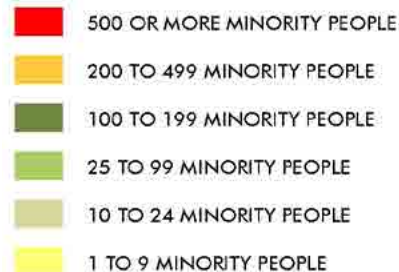 500 OR MORE MINORITY PEOPLE
200 TO 499 MINORITY PEOPLE
100 TO 199 MINORITY PEOPLE
25 TO 99 MINORITY PEOPLE
10 TO 24 MINORITY PEOPLE
1 TO 9 MINORITY PEOPLE